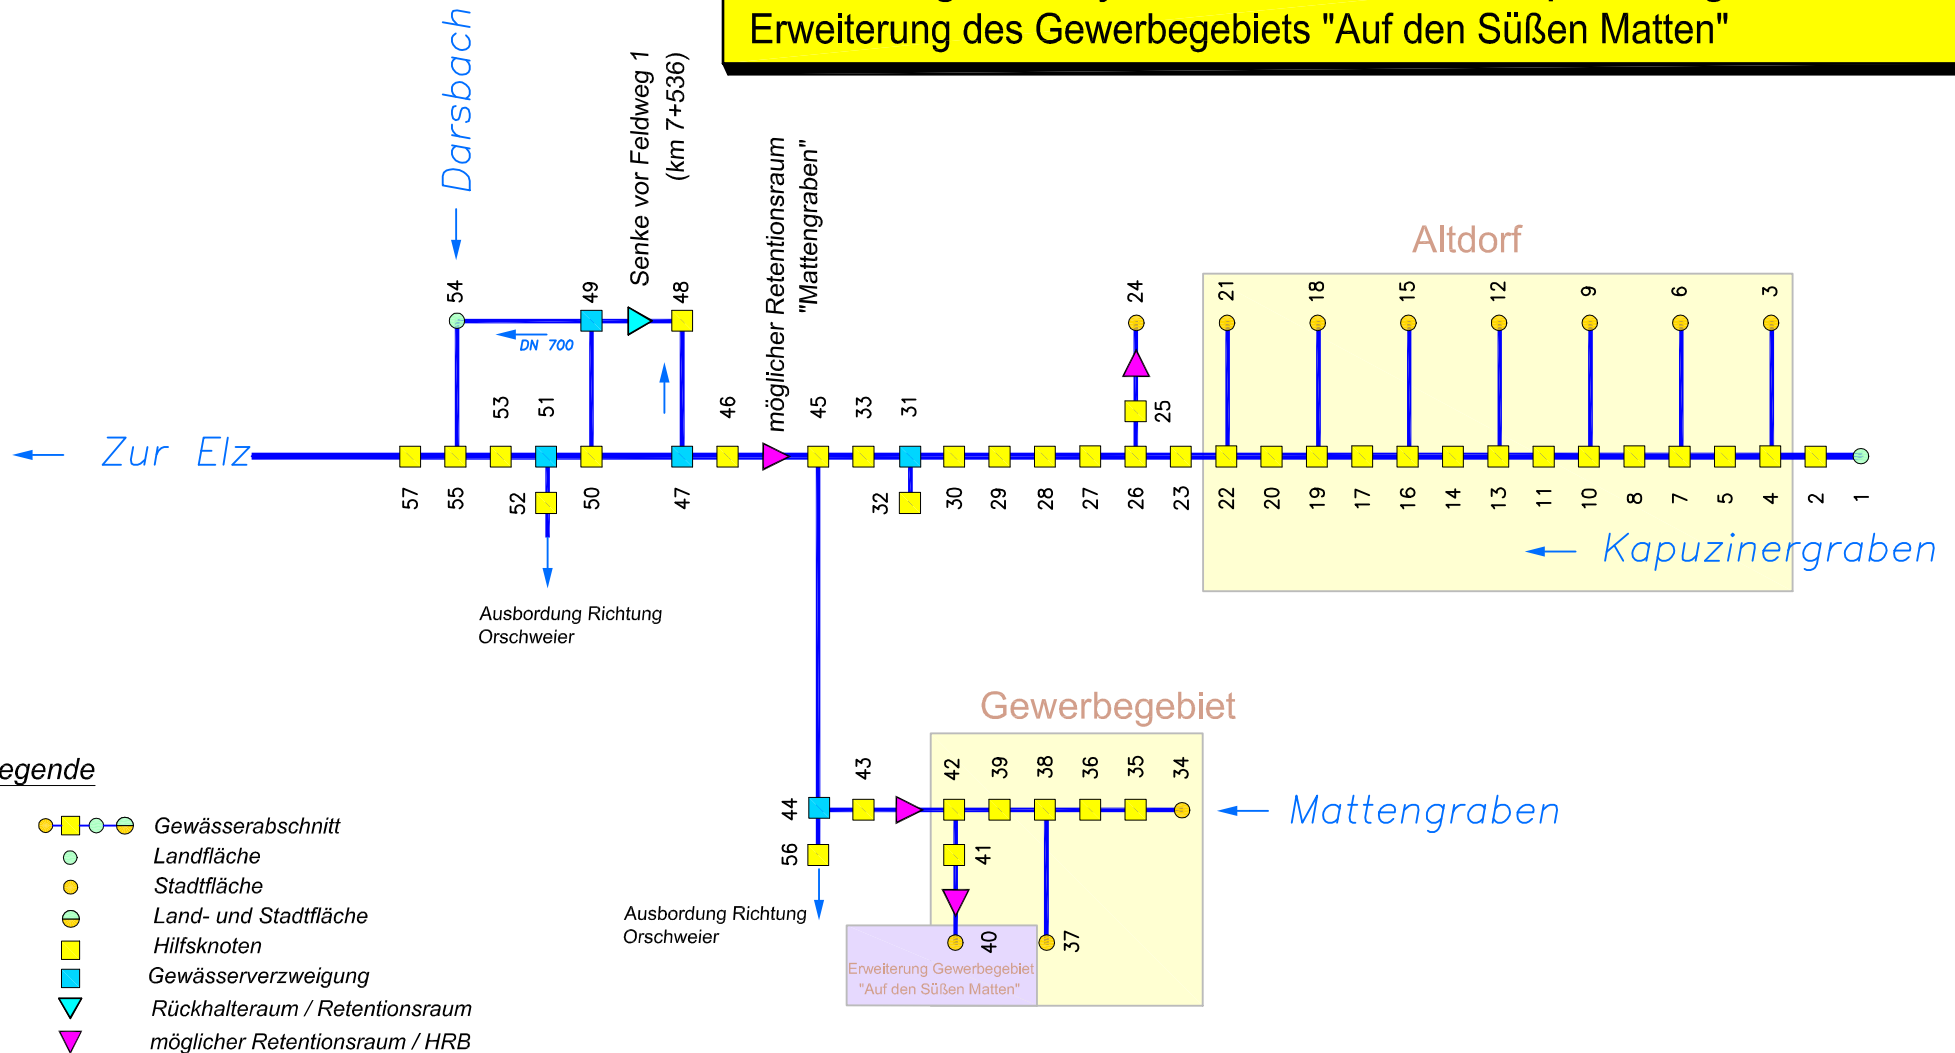 Erweiterung des Gewerbegebiets "Auf den Süßen Matten"
Darsbach
Senke vor Feldweg 1
(km 7+536)
möglicher Retentionsraum
"Mattengraben"
Altdorf
54
49
48
24
21
18
15
12
9
6
3
DN 700
53
51
46
45
33
31
25
Zur Elz
57
55
52
50
47
32
30
29
28
27
26
23
22
20
19
17
16
14
13
11
10
8
7
5
4
2
1
Kapuzinergraben
Ausbordung Richtung
Orschweier
Gewerbegebiet
43
42
39
38
36
35
34
44
Mattengraben
56
41
Ausbordung Richtung
Orschweier
40
37
Erweiterung Gewerbegebiet
"Auf den Süßen Matten"
egende
Gewässerabschnitt
Landfläche
Stadtfläche
Land- und Stadtfläche
Hilfsknoten
Gewässerverzweigung
Rückhalteraum / Retentionsraum
möglicher Retentionsraum / HRB